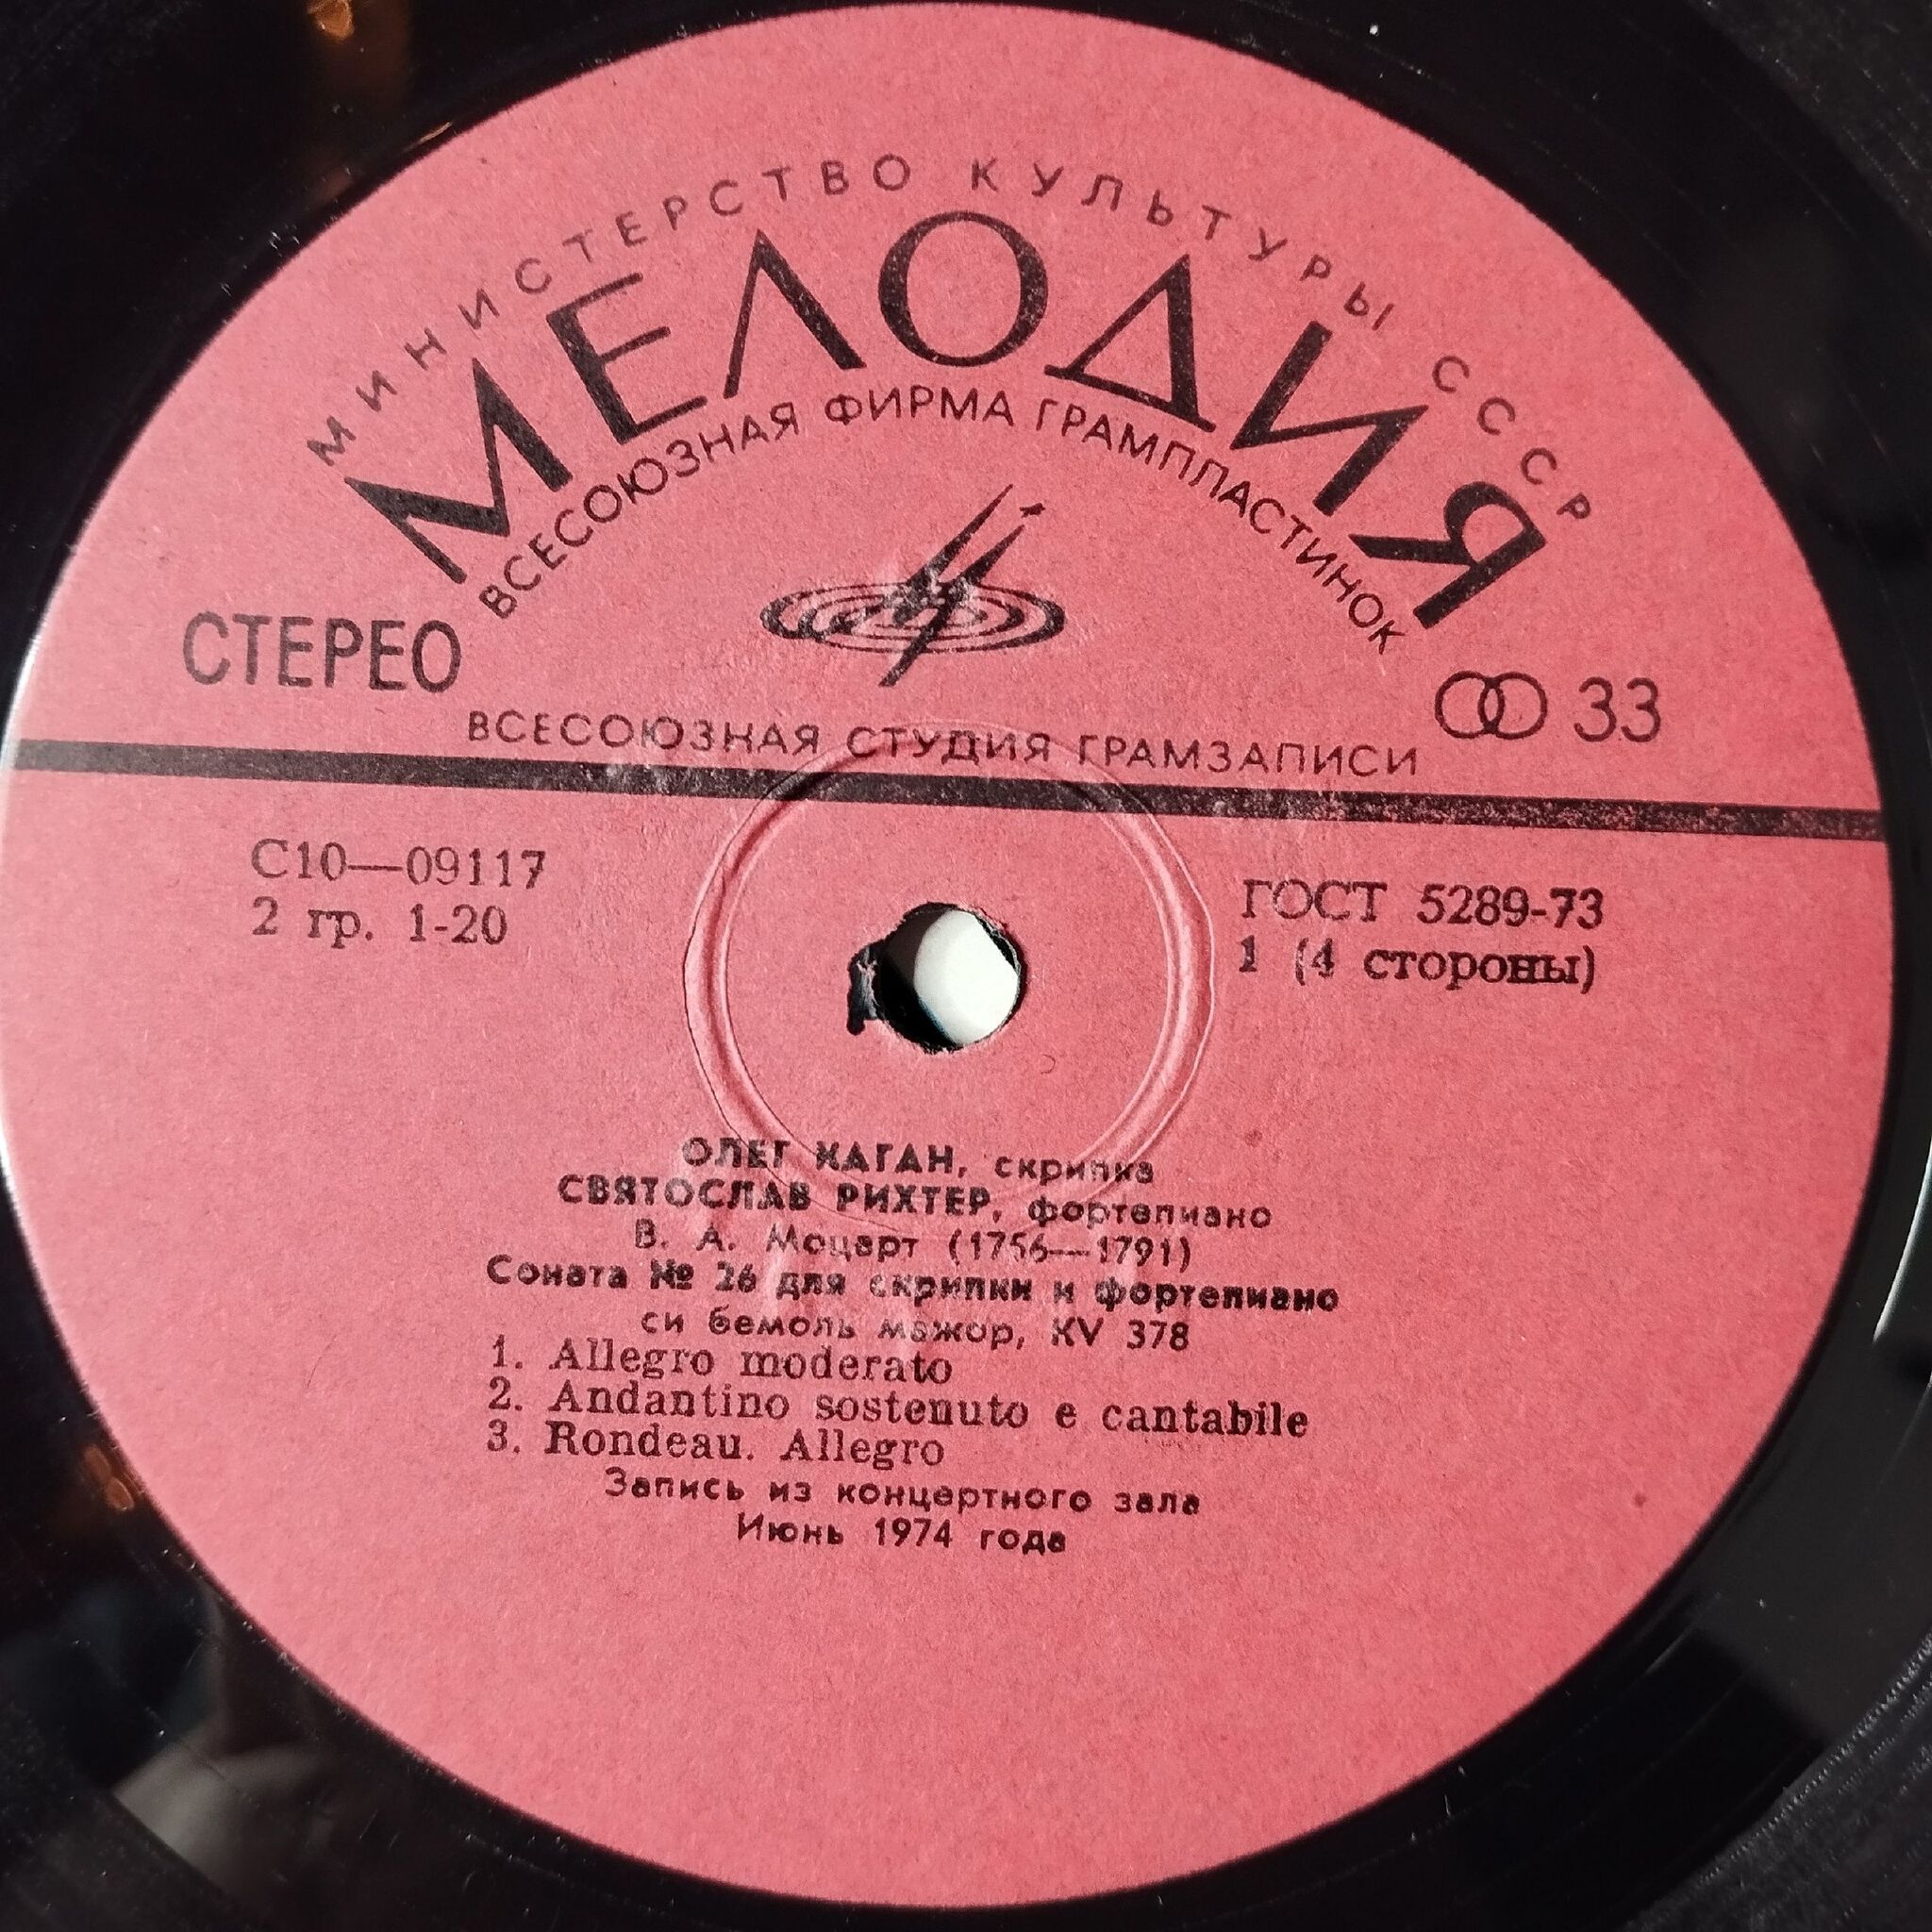 МИНИСТЕРСТВО КУЛЬТУРЫ СССР
МЕЛОДИЯ
ВСЕСОЮЗНАЯ ФИРМА ГРАМПЛАСТИНОК
СТЕРЕО
33
ВСЕСОЮЗНАЯ СТУДИЯ ГРАМЗАПИСИ
С10—09117
2 гр. 1-20
ГОСТ 5289-73
1 (4 стороны)
ОЛЕГ КАГАН, скрипка
СВЯТОСЛАВ РИХТЕР, фортепиано
В. А. Моцарт (1756—1791)
Соната № 26 для скрипки и фортепиано
си бемоль мажор, KV 378
1. Allegro moderato
2. Andantino sostenuto e cantabile
3. Rondeau. Allegro
Запись из концертного зала
Июнь 1974 года